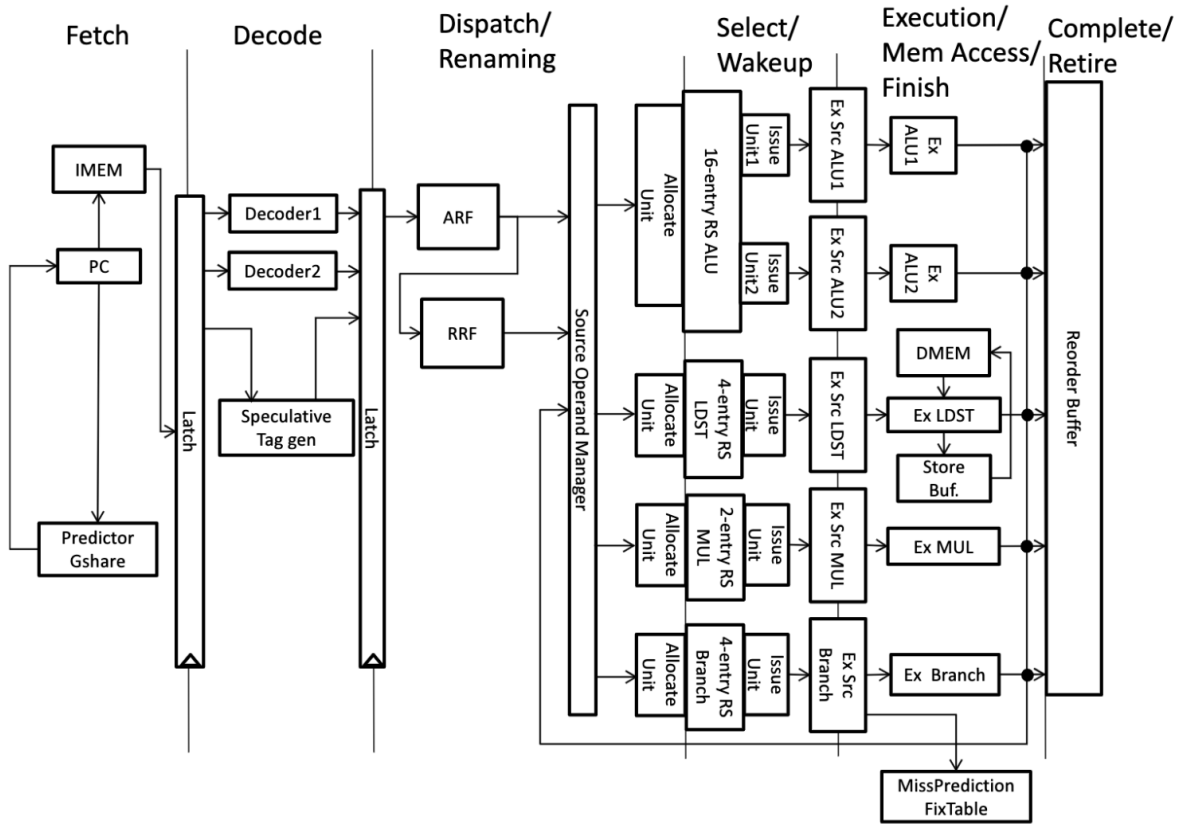 Fetch
Decode
Dispatch/
Renaming
Select/
Wakeup
Execution/
Mem Access/
Finish
Complete/
Retire
IMEM
PC
Predictor
Gshare
Latch
Decoder1
Decoder2
Speculative
Tag gen
Latch
ARF
RRF
Source Operand Manager
Allocate
Unit
16-entry RS ALU
Issue
Unit1
Issue
Unit2
Ex Src ALU1
Ex Src ALU2
Ex
ALU1
Ex
ALU2
Allocate
Unit
4-entry RS
LDST
Issue
Unit
Ex Src LDST
DMEM
Ex LDST
Store
Buf.
Allocate
Unit
2-entry RS
MUL
Issue
Unit
Ex Src MUL
Ex MUL
Allocate
Unit
4-entry RS
Branch
Issue
Unit
Ex Src
Branch
Ex Branch
MissPrediction
FixTable
Reorder Buffer